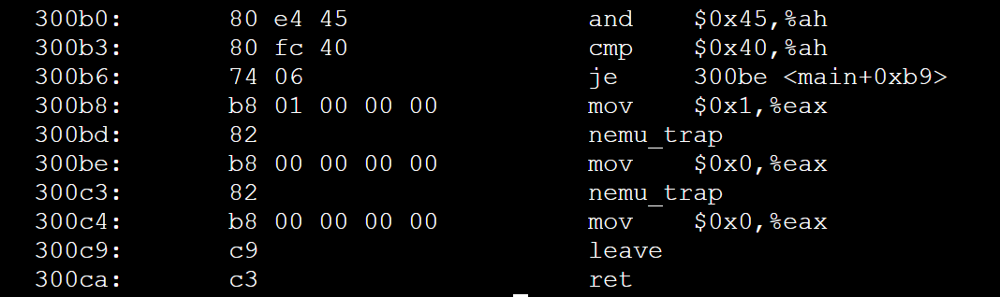 300b0: 80 e4 45 and $0x45,%ah
300b3: 80 fc 40 cmp $0x40,%ah
300b6: 74 06 je 300be <main+0xb9>
300b8: b8 01 00 00 00 mov $0x1,%eax
300bd: 82 nemu_trap
300be: b8 00 00 00 00 mov $0x0,%eax
300c3: 82 nemu_trap
300c4: b8 00 00 00 00 mov $0x0,%eax
300c9: c9 leave
300ca: c3 ret